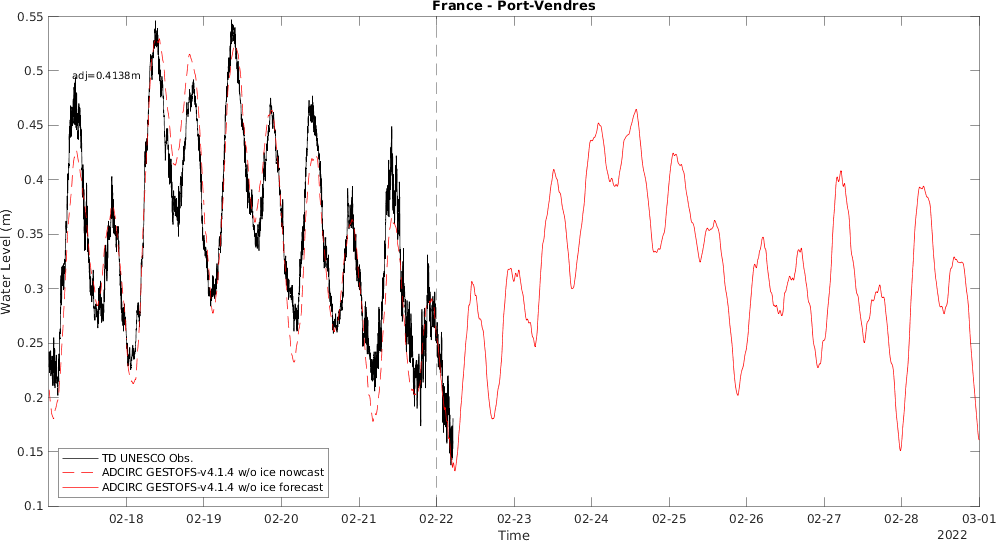 France - Port-Vendres
Water Level (m)
0.55
0.5
0.45
0.4
0.35
0.3
0.25
0.2
0.15
0.1
adj=0.4138m
TD UNESCO Obs.
ADCIRC GESTOFS-v4.1.4 w/o ice nowcast
ADCIRC GESTOFS-v4.1.4 w/o ice forecast
02-18 02-19 02-20 02-21 02-22 02-23 02-24 02-25 02-26 02-27 02-28 03-01
Time
2022